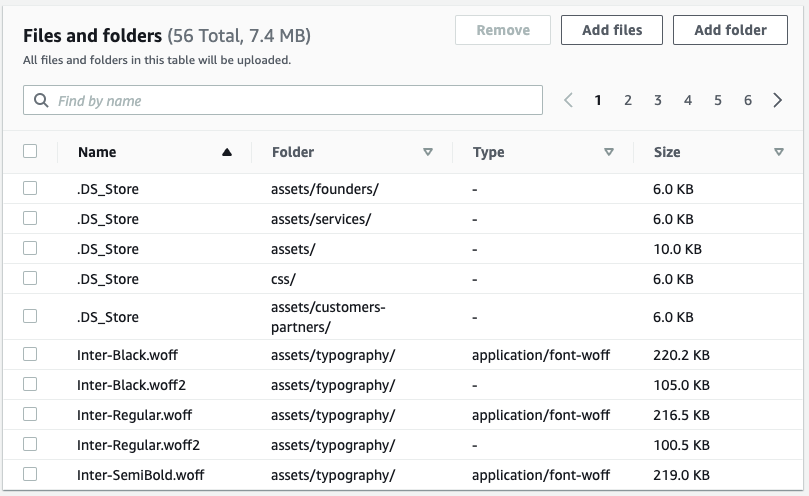 Files and folders (56 Total, 7.4 MB) Remove Add files Add folder
All files and folders in this table will be uploaded.
Find by name 1 2 3 4 5 6
Name Folder Type Size
.DS_Store assets/founders/ - 6.0 KB
.DS_Store assets/services/ - 6.0 KB
.DS_Store assets/ - 10.0 KB
.DS_Store css/ - 6.0 KB
.DS_Store assets/customers-
partners/ - 6.0 KB
Inter-Black.woff assets/typography/ application/font-woff 220.2 KB
Inter-Black.woff2 assets/typography/ - 105.0 KB
Inter-Regular.woff assets/typography/ application/font-woff 216.5 KB
Inter-Regular.woff2 assets/typography/ - 100.5 KB
Inter-SemiBold.woff assets/typography/ application/font-woff 219.0 KB